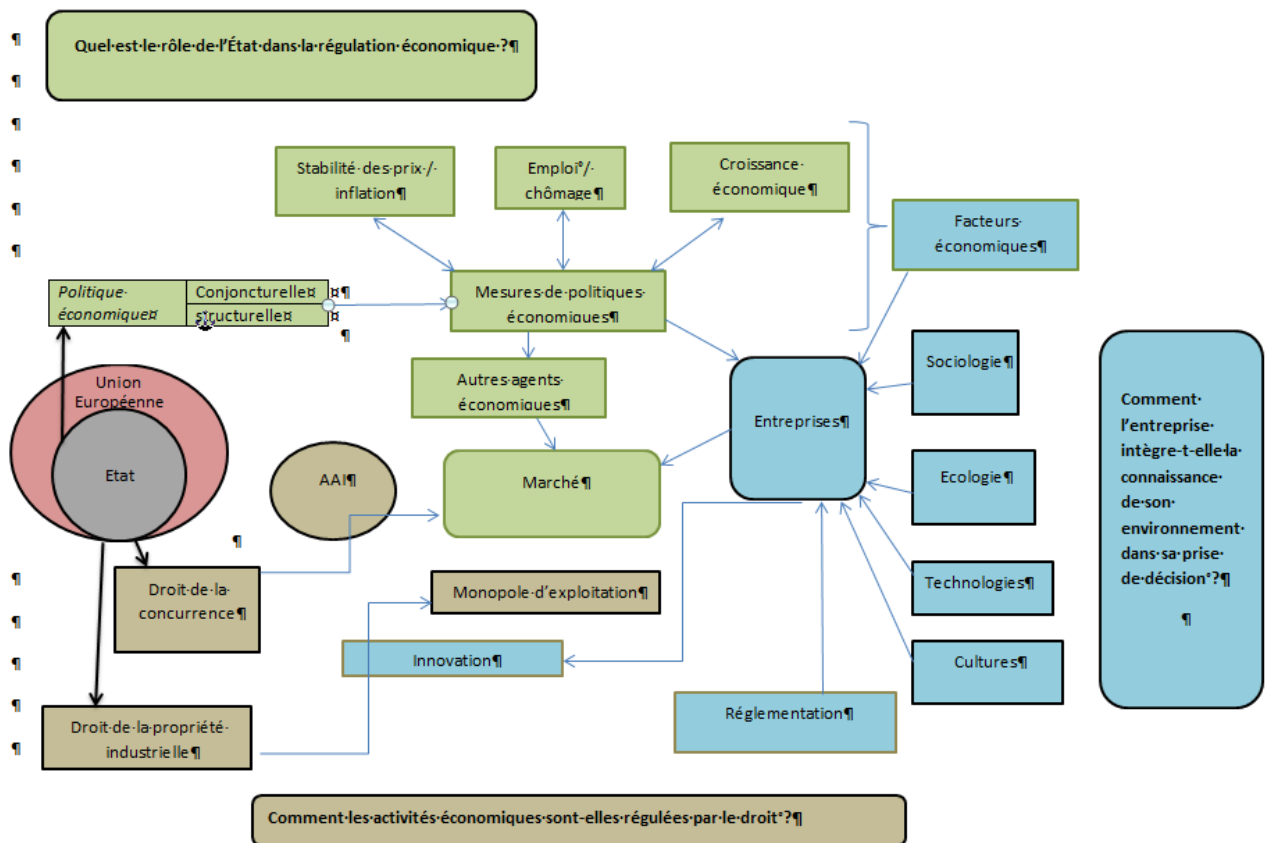 Quel est le rôle de l'État dans la régulation économique ?¶
Stabilité des prix /
inflation¶
Emploi°/
chômage¶
Croissance
économique¶
Facteurs
économiques¶
Politique
économique¤
Conjoncturelle¤
structurelle¤
¤¶
¤
¶
Mesures de politiques
économiques¶
Union
Européenne
Etat
AAI¶
Autres agents
économiques¶
Marché¶
Entreprises¶
Sociologie¶
Ecologie¶
Technologies¶
Cultures¶
Comment
l'entreprise
intègre-t-elle la
connaissance
de son
environnement
dans sa prise
de décision°?¶
¶
Droit de la
concurrence¶
Monopole d'exploitation¶
Innovation¶
Réglementation¶
Droit de la propriété
industrielle¶
Comment les activités économiques sont-elles régulées par le droit°?¶